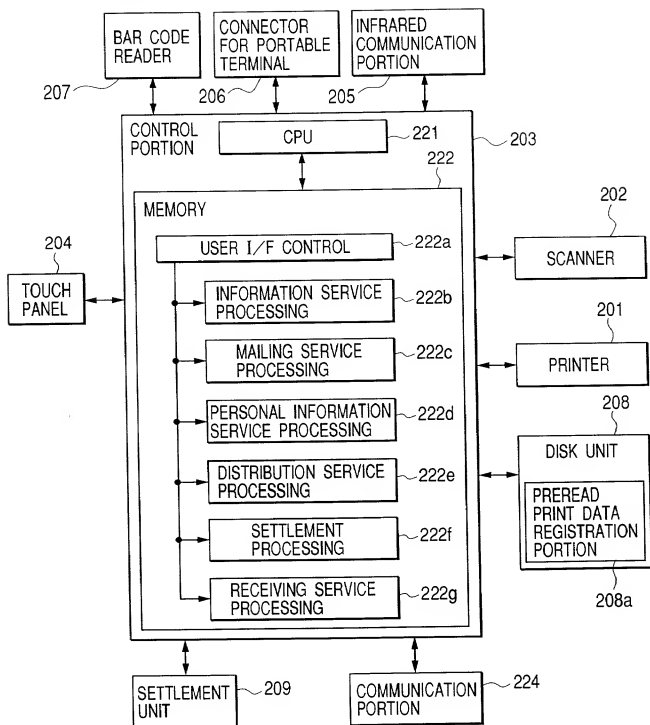 BAR CODE
READER
207
CONNECTOR
FOR PORTABLE
TERMINAL
206
INFRARED
COMMUNICATION
PORTION
205
CONTROL
PORTION
CPU
221
203
222
MEMORY
USER I/F CONTROL
222a
INFORMATION SERVICE
PROCESSING
222b
MAILING SERVICE
PROCESSING
222c
PERSONAL INFORMATION
SERVICE PROCESSING
222d
DISTRIBUTION SERVICE
PROCESSING
222e
SETTLEMENT
PROCESSING
222f
RECEIVING SERVICE
PROCESSING
222g
204
TOUCH
PANEL
202
SCANNER
201
PRINTER
208
DISK UNIT
PREREAD
PRINT DATA
REGISTRATION
PORTION
208a
SETTLEMENT
UNIT
209
COMMUNICATION
PORTION
224